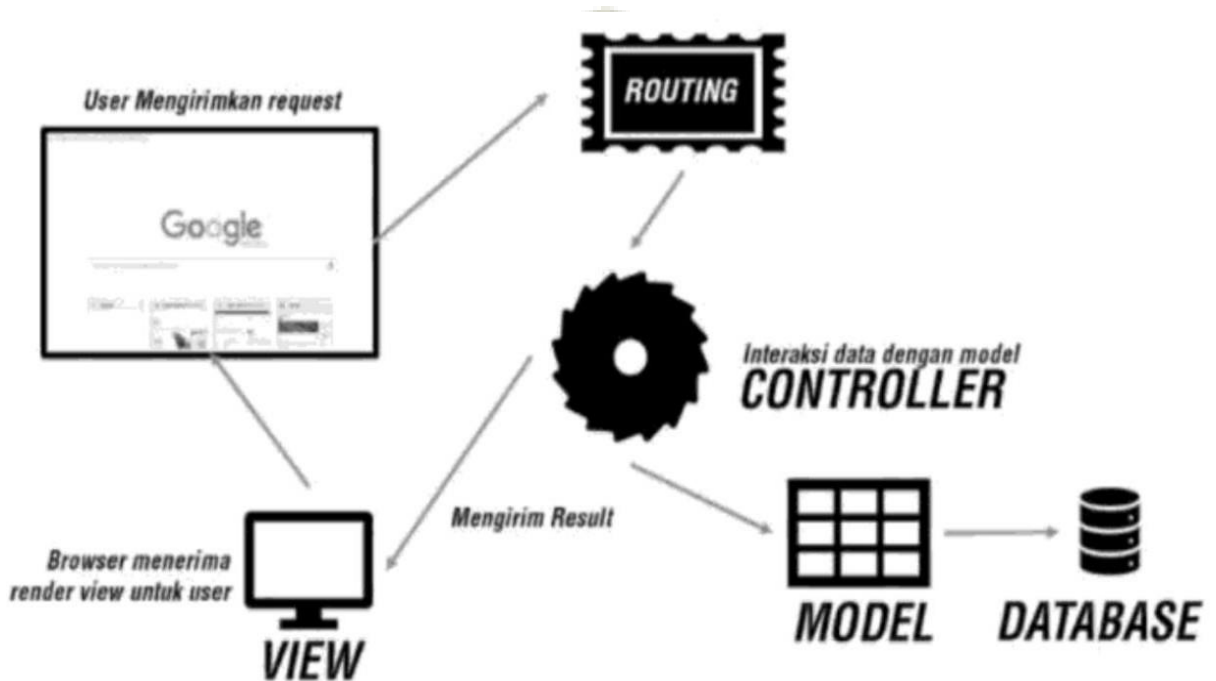 User Mengirimkan request
ROUTING
Google
Interaksi data dengan model
CONTROLLER
Mengirim Result
Browser menerima
render view untuk user
VIEW
MODEL
DATABASE